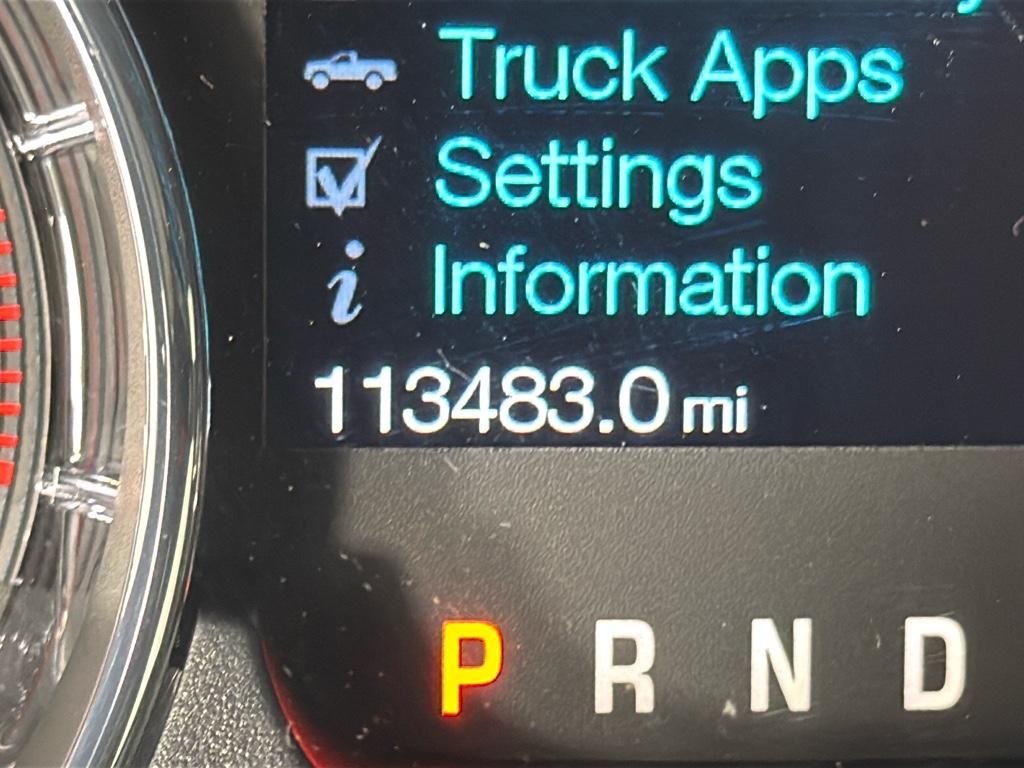 Truck Apps
Settings
Information
113483.0 mi
P R N D